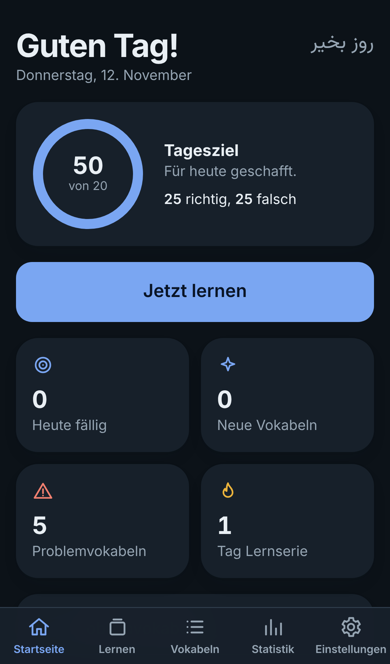 Guten Tag!
روز بخیر
Donnerstag, 12. November
50
von 20
Tagesziel
Für heute geschafft.
25 richtig, 25 falsch
Jetzt lernen
0
Heute fällig
0
Neue Vokabeln
5
Problemvokabeln
1
Tag Lernserie
Startseite
Lernen
Vokabeln
Statistik
Einstellungen